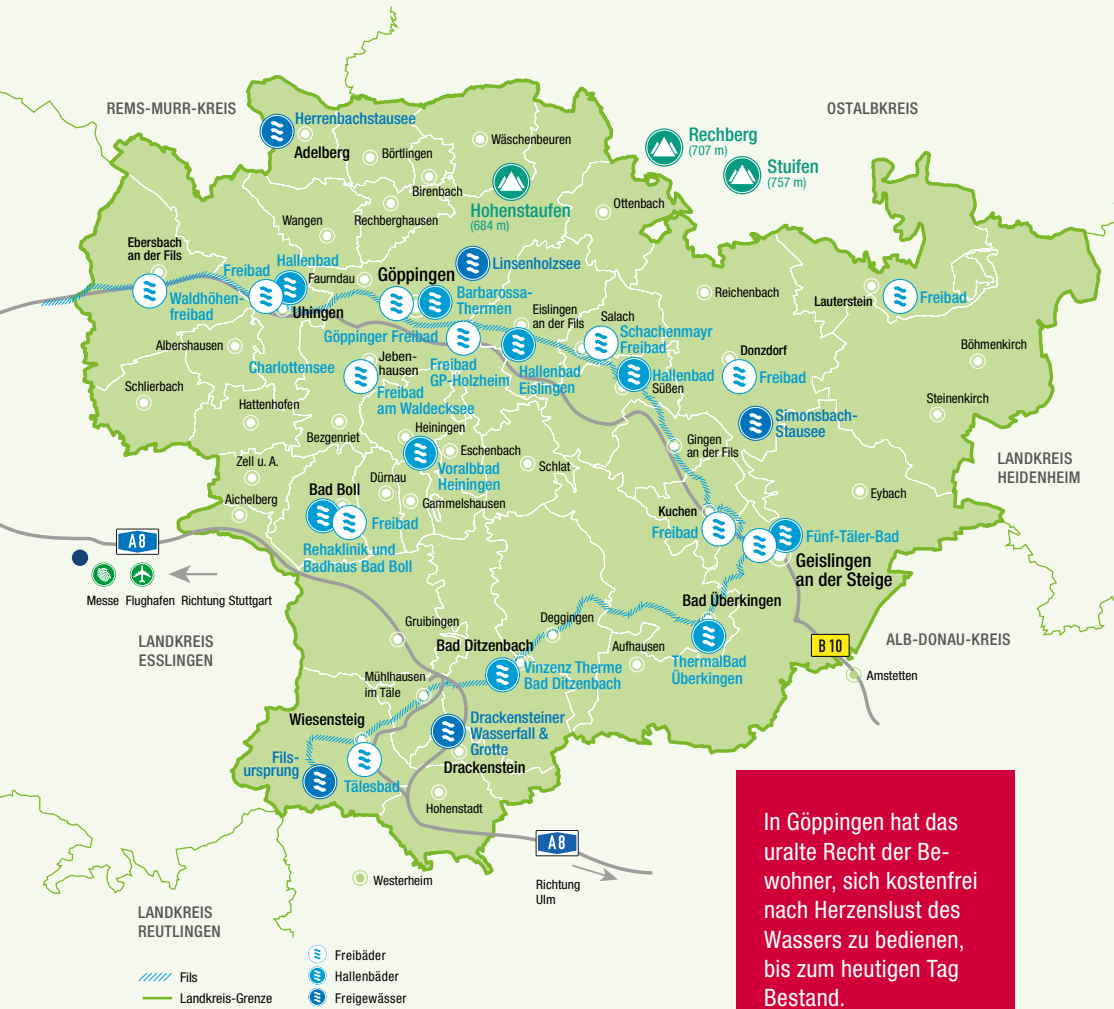 REMS-MURR-KREIS
OSTALBKREIS
Herrenbachstausee
Adelberg
Börtlingen
Wäschenbeuren
Rechberg
(707 m)
Stuifen
(757 m)
Birenbach
Hohenstaufen
(684 m)
Ottenbach
Wangen
Rechberghausen
Ebersbach
an der Fils
Freibad
Hallenbad
Faurndau
Göppingen
Linsenholzsee
Waldhöhen-
freibad
Uhingen
Barbarossa-
Thermen
Eislingen
an der Fils
Reichenbach
Lauterstein
Freibad
Salach
Schachenmayr
Freibad
Albershausen
Göppinger Freibad
Charlottensee
Jeben-
hausen
Freibad
GP-Holzheim
Hallenbad
Eislingen
Hallenbad
Süßen
Donzdorf
Freibad
Böhmenkirch
Schlierbach
Freibad
am Waldecksee
Hattenhofen
Steinenkirch
Simonsbach-
Stausee
Bezgenriet
Heiningen
Eschenbach
Gingen
an der Fils
Voralbbad
Heiningen
Schlat
Zell u. A.
LANDKREIS
HEIDENHEIM
Dürnau
Bad Boll
Gammelshausen
Eybach
Aichelberg
Freibad
Kuchen
Freibad
Fünf-Täler-Bad
Rehaklinik und
Badhaus Bad Boll
Geislingen
an der Steige
A8
Messe Flughafen Richtung Stuttgart
Bad Überkingen
Gruibingen
Deggingen
LANDKREIS
ESSLINGEN
Bad Ditzenbach
Aufhausen
B 10
ALB-DONAU-KREIS
Vinzenz Therme
Bad Ditzenbach
ThermalBad
Überkingen
Amstetten
Mühlhausen
im Täle
Wiesensteig
Drackensteiner
Wasserfall &
Grotte
Fils-
ursprung
Drackenstein
Tälesbad
Hohenstadt
A8
Westerheim
Richtung
Ulm
LANDKREIS
REUTLINGEN
Fils
Landkreis-Grenze
Freibäder
Hallenbäder
Freigewässer
In Göppingen hat das
uralte Recht der Be-
wohner, sich kostenfrei
nach Herzenslust des
Wassers zu bedienen,
bis zum heutigen Tag
Bestand.